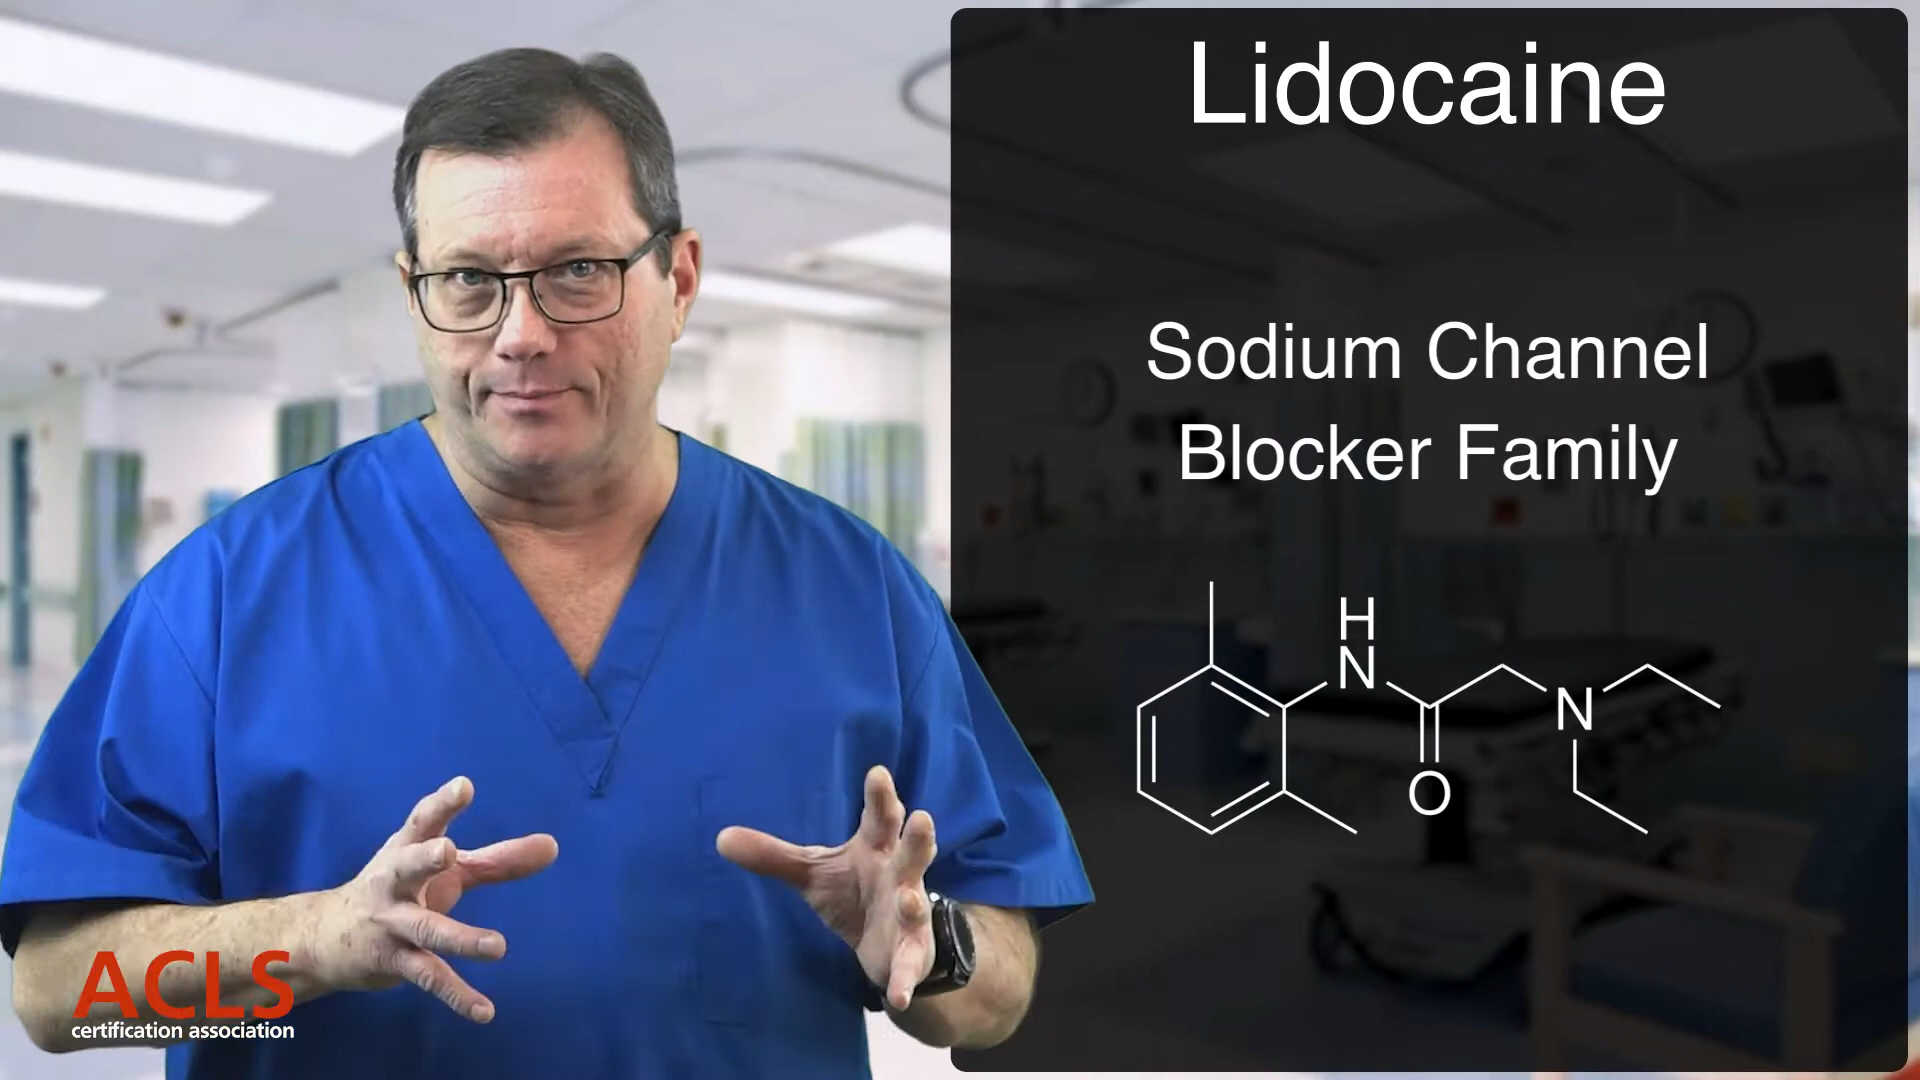 Lidocaine
Sodium Channel
Blocker Family
H
N
N
O
ACLS
certification association